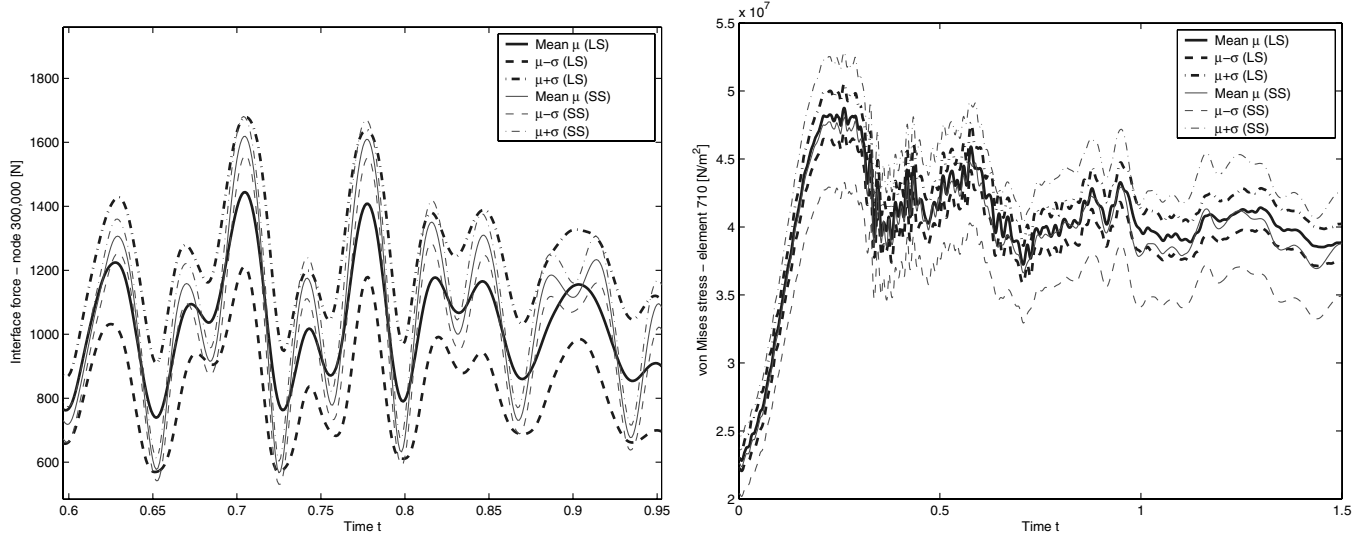 Interface force – node 300,000 [N]
1800
1600
1400
1200
1000
800
600
0.6
0.65
0.7
0.75
0.8
0.85
0.9
0.95
Time t
Mean μ (LS)
μ−σ (LS)
μ+σ (LS)
Mean μ (SS)
μ−σ (SS)
μ+σ (SS)
x 10⁷
von Mises stress – element 710 [N/m²]
5.5
5
4.5
4
3.5
3
2.5
2
0
0.5
1
1.5
Time t
Mean μ (LS)
μ−σ (LS)
μ+σ (LS)
Mean μ (SS)
μ−σ (SS)
μ+σ (SS)